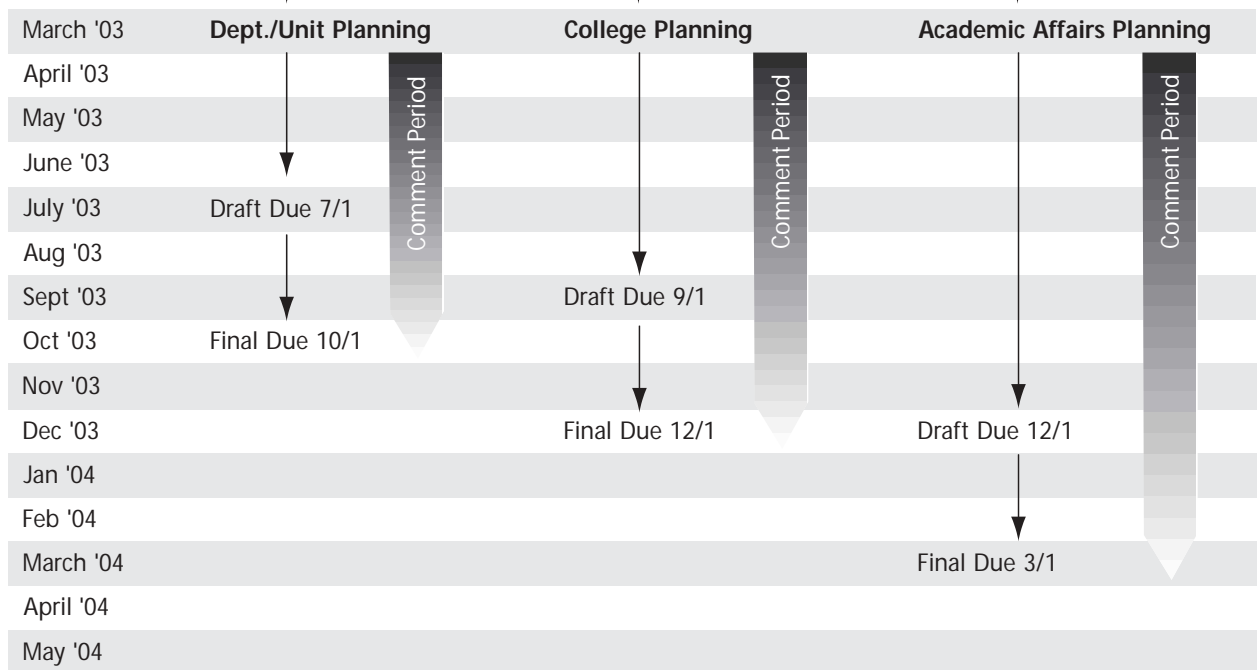 March '03 Dept./Unit Planning College Planning Academic Affairs Planning
April '03
May '03
June '03
July '03 Draft Due 7/1
Aug '03
Sept '03 Draft Due 9/1
Oct '03 Final Due 10/1
Nov '03
Dec '03 Final Due 12/1 Draft Due 12/1
Jan '04
Feb '04
March '04 Final Due 3/1
April '04
May '04
Comment Period
Comment Period
Comment Period